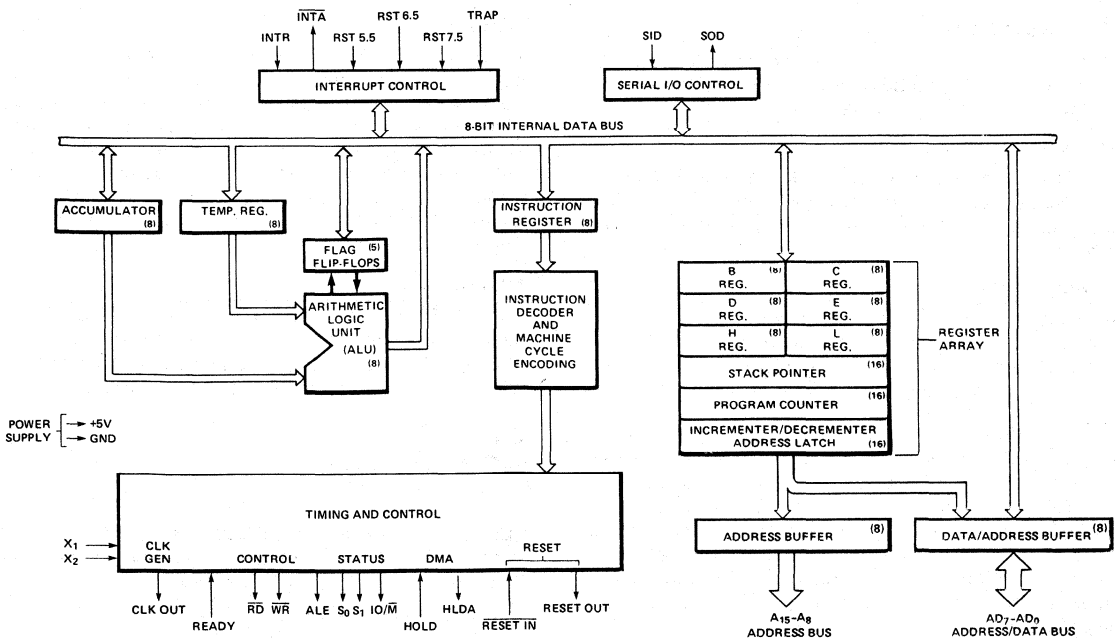 INTA
RST 6.5
TRAP
INTR
RST 5.5
RST 7.5
SID
SOD
INTERRUPT CONTROL
SERIAL I/O CONTROL
8-BIT INTERNAL DATA BUS
ACCUMULATOR
(8)
TEMP. REG.
(8)
INSTRUCTION
REGISTER (8)
FLAG (5)
FLIP-FLOPS
ARITHMETIC
LOGIC
UNIT
(ALU)
(8)
INSTRUCTION
DECODER
AND
MACHINE
CYCLE
ENCODING
B (8)
REG.
C (8)
REG.
D (8)
REG.
E (8)
REG.
H (8)
REG.
L (8)
REG.
STACK POINTER (16)
PROGRAM COUNTER (16)
INCREMENTER/DECREMENTER
ADDRESS LATCH (16)
REGISTER
ARRAY
POWER
SUPPLY
+5V
GND
TIMING AND CONTROL
X1
X2
CLK
GEN
CONTROL
STATUS
DMA
RESET
CLK OUT
READY
RD
WR
ALE
S0
S1
IO/M
HOLD
HLDA
RESET IN
RESET OUT
ADDRESS BUFFER (8)
DATA/ADDRESS BUFFER (8)
A15-A8
ADDRESS BUS
AD7-AD0
ADDRESS/DATA BUS